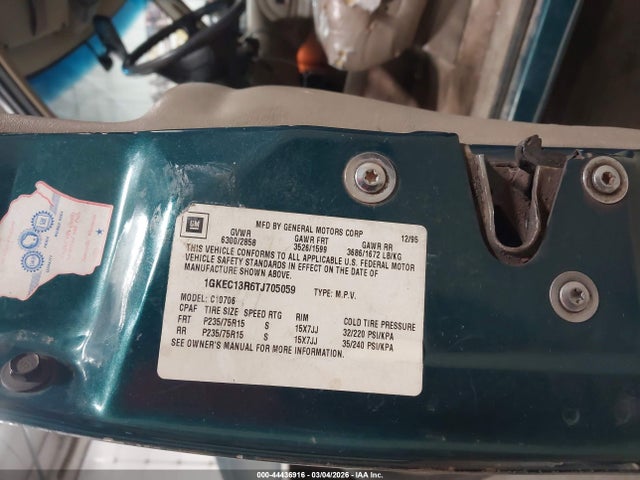 GM
MFD BY GENERAL MOTORS CORP 12/95
GVWR GAWR FRT GAWR RR
6300/2858 3526/1599 3686/1672 LB/KG
THIS VEHICLE CONFORMS TO ALL APPLICABLE U.S. FEDERAL MOTOR
VEHICLE SAFETY STANDARDS IN EFFECT ON THE DATE OF
MANUFACTURE SHOWN ABOVE.
1GKEC13R6TJ705059 TYPE: M.P.V.
MODEL: C10706
CPAF TIRE SIZE SPEED RTG RIM COLD TIRE PRESSURE
FRT P235/75R15 S 15X7JJ 32/220 PSI/KPA
RR P235/75R15 S 15X7JJ 35/240 PSI/KPA
SEE OWNER'S MANUAL FOR MORE INFORMATION.
000-44436916 - 03/04/2026 - IAA Inc.